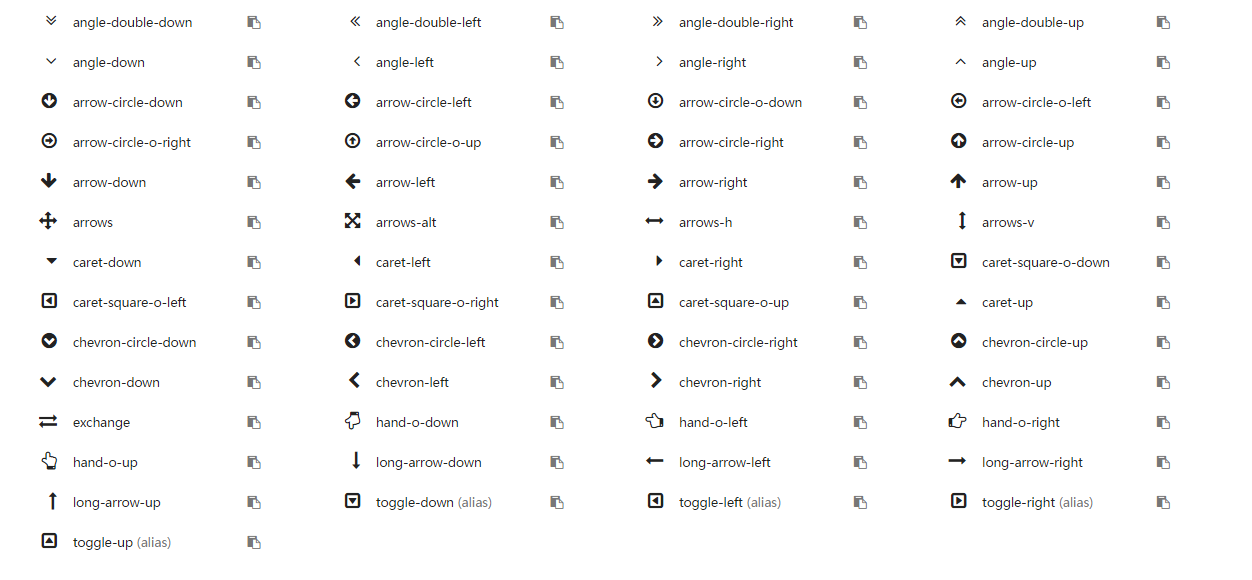 angle-double-down angle-double-left angle-double-right angle-double-up
angle-down angle-left angle-right angle-up
arrow-circle-down arrow-circle-left arrow-circle-o-down arrow-circle-o-left
arrow-circle-o-right arrow-circle-o-up arrow-circle-right arrow-circle-up
arrow-down arrow-left arrow-right arrow-up
arrows arrows-alt arrows-h arrows-v
caret-down caret-left caret-right caret-square-o-down
caret-square-o-left caret-square-o-right caret-square-o-up caret-up
chevron-circle-down chevron-circle-left chevron-circle-right chevron-circle-up
chevron-down chevron-left chevron-right chevron-up
exchange hand-o-down hand-o-left hand-o-right
hand-o-up long-arrow-down long-arrow-left long-arrow-right
long-arrow-up toggle-down (alias) toggle-left (alias) toggle-right (alias)
toggle-up (alias)